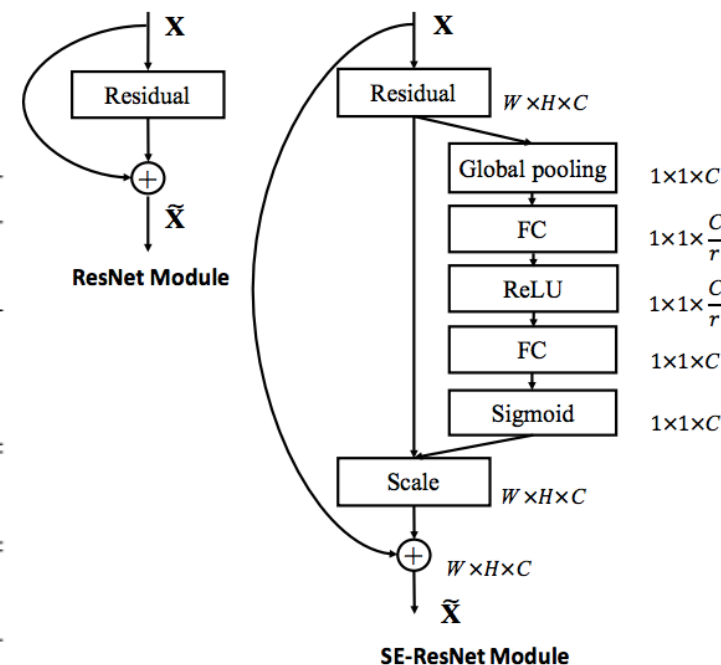 X
Residual
+
X̃
ResNet Module
X
Residual
W×H×C
Global pooling
1×1×C
FC
1×1×C/r
ReLU
1×1×C/r
FC
1×1×C
Sigmoid
1×1×C
Scale
W×H×C
+
W×H×C
X̃
SE-ResNet Module